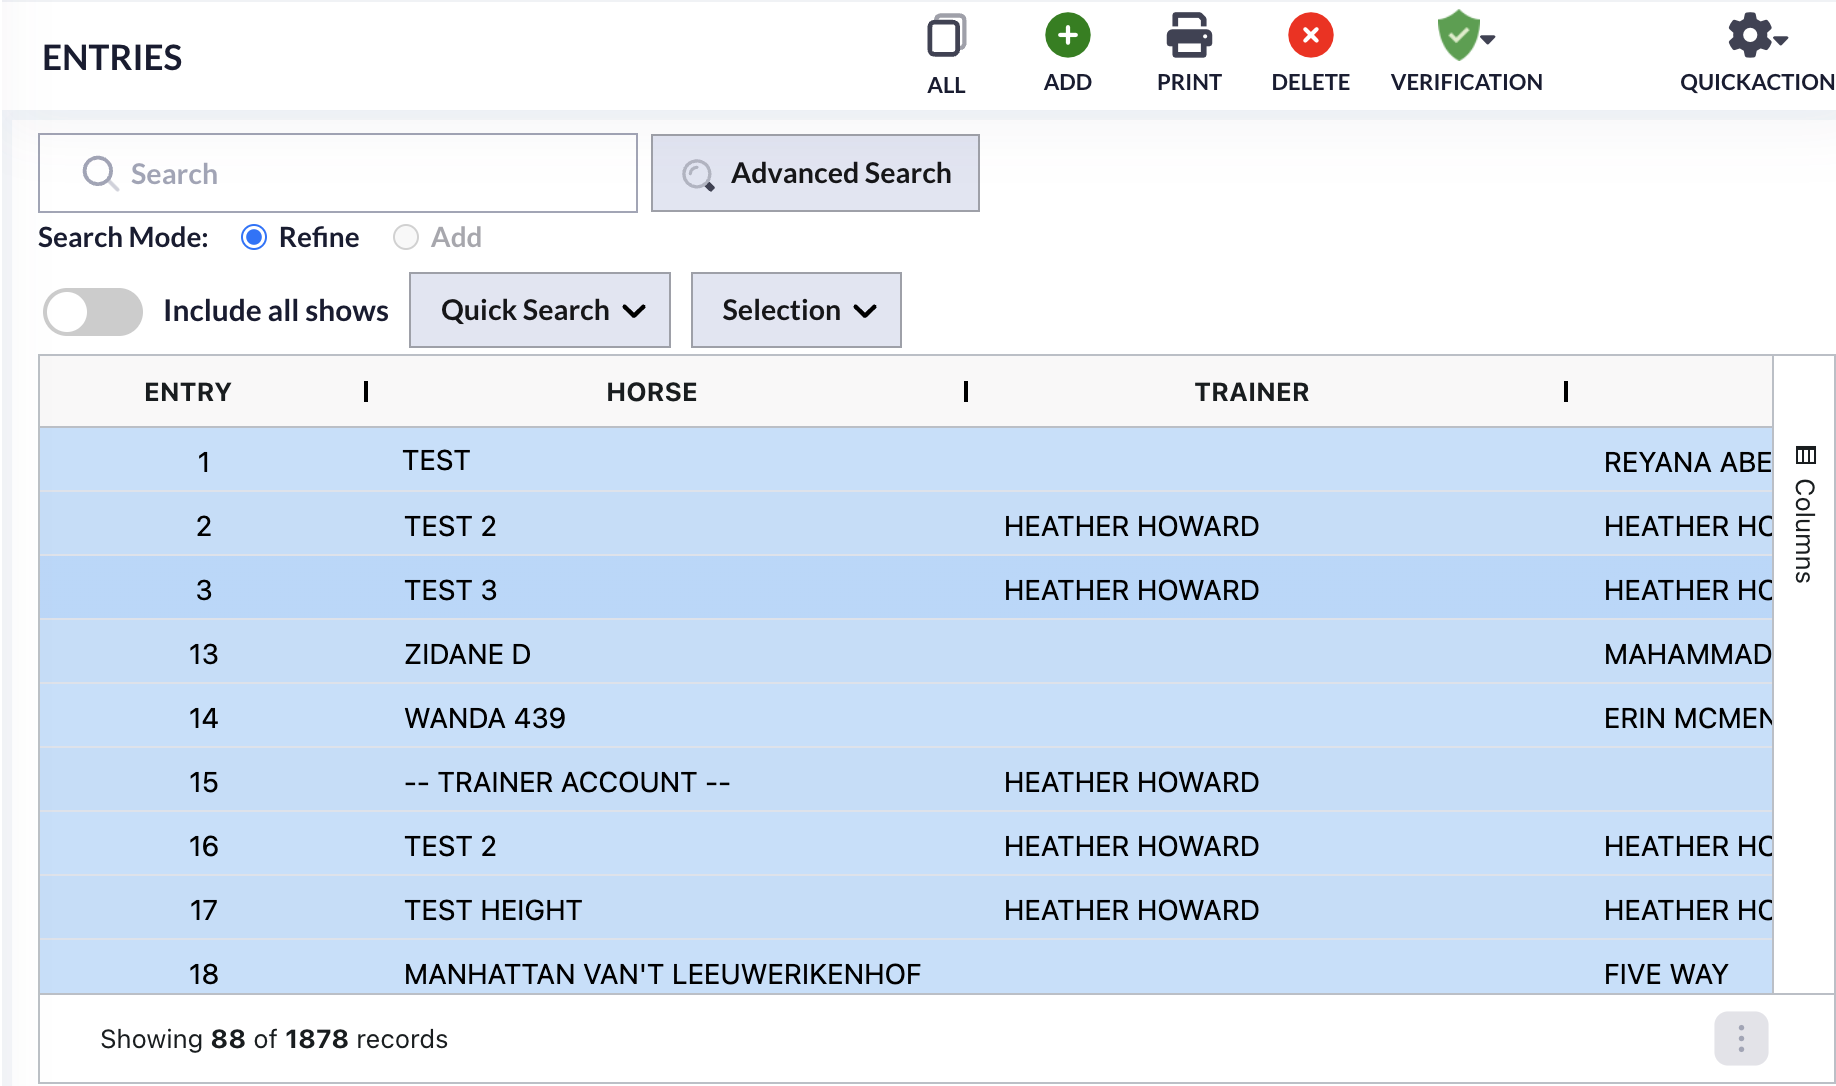 ENTRIES
ALL
ADD
PRINT
DELETE
VERIFICATION
QUICKACTION
Search
Advanced Search
Search Mode: Refine Add
Include all shows Quick Search Selection
ENTRY HORSE TRAINER
1 TEST REYANA ABE
2 TEST 2 HEATHER HOWARD HEATHER HO
3 TEST 3 HEATHER HOWARD HEATHER HO
13 ZIDANE D MAHAMMAD
14 WANDA 439 ERIN MCMEN
15 -- TRAINER ACCOUNT -- HEATHER HOWARD
16 TEST 2 HEATHER HOWARD HEATHER HO
17 TEST HEIGHT HEATHER HOWARD HEATHER HO
18 MANHATTAN VAN'T LEEUWERIKENHOF FIVE WAY
Columns
Showing 88 of 1878 records